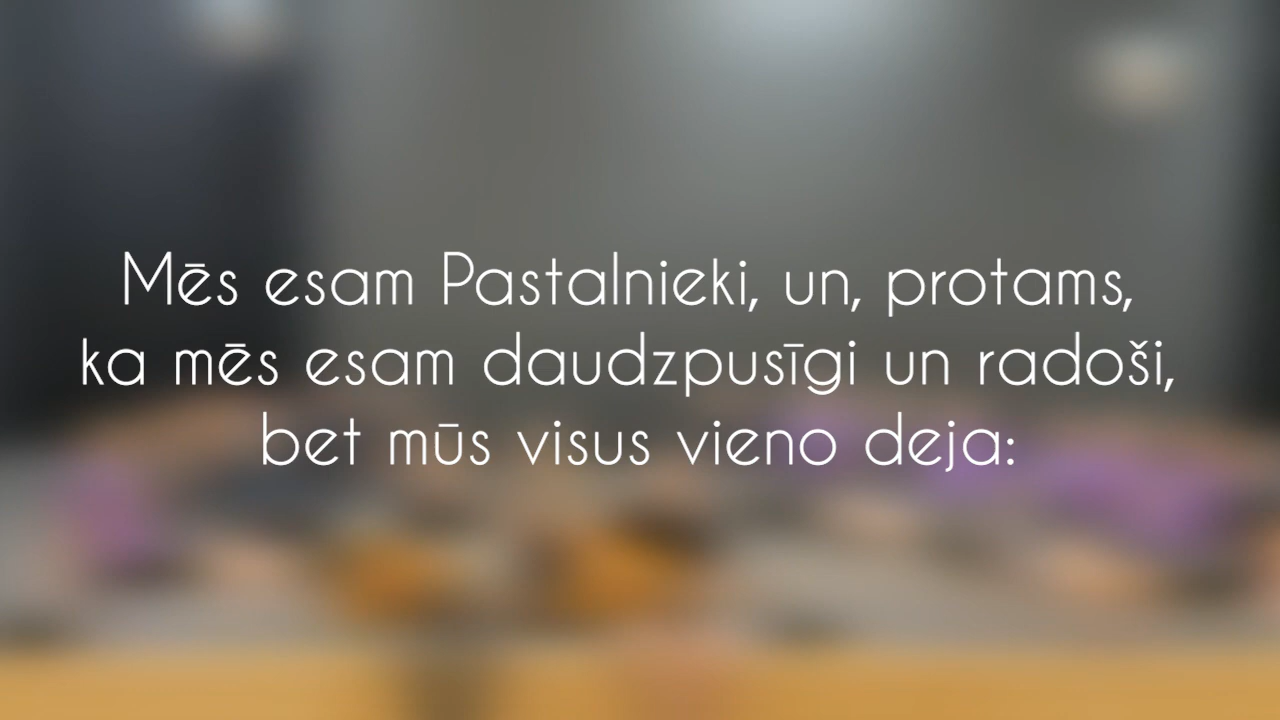 Mēs esam Pastalnieki, un, protams,
ka mēs esam daudzpusīgi un radoši,
bet mūs visus vieno deja: